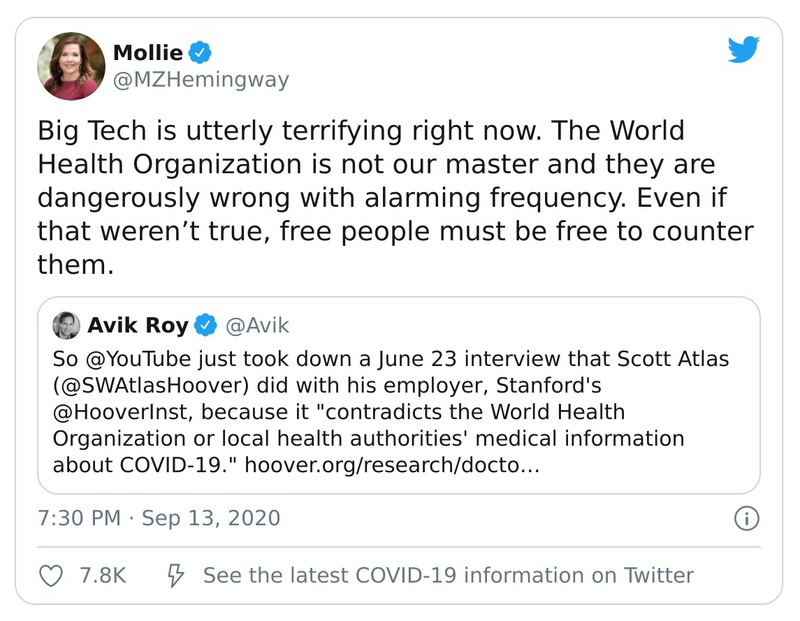 Mollie
@MZHemingway
Big Tech is utterly terrifying right now. The World
Health Organization is not our master and they are
dangerously wrong with alarming frequency. Even if
that weren’t true, free people must be free to counter
them.
Avik Roy @Avik
So @YouTube just took down a June 23 interview that Scott Atlas
(@SWAtlasHoover) did with his employer, Stanford's
@HooverInst, because it "contradicts the World Health
Organization or local health authorities' medical information
about COVID-19." hoover.org/research/docto…
7:30 PM · Sep 13, 2020
7.8K See the latest COVID-19 information on Twitter